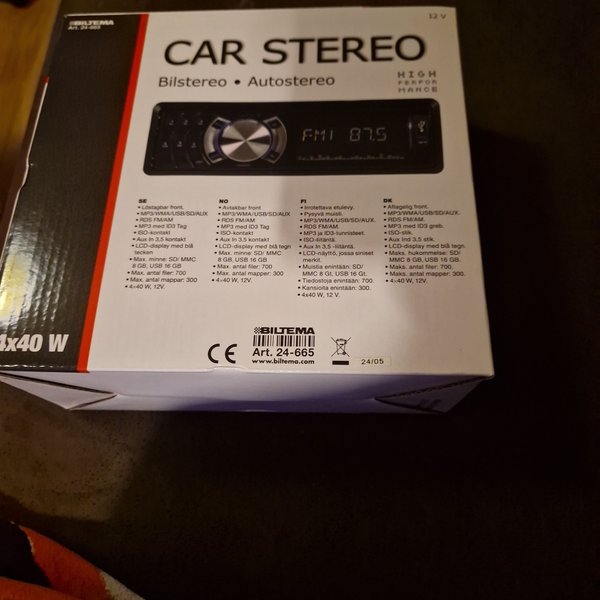 BILTEMA
Art. 24-665
12 V
CAR STEREO
Bilstereo • Autostereo
HIGH
PERFOR
MANCE
FM1 87.5
SE
• Löstagbar front.
• MP3/WMA/USB/SD/AUX
• RDS FM/AM
• MP3 med ID3 Tag
• ISO-kontakt
• Aux In 3,5 kontakt
• LCD-display med blå
tecken
• Max. minne: SD/ MMC
8 GB, USB 16 GB
• Max. antal filer: 700
• Max. antal mappar: 300
• 4×40 W, 12V.
NO
• Avtakbar front
• MP3/WMA/USB/SD/AUX
• RDS FM/AM.
• MP3 med ID3 Tag
• ISO-kontakt
• Aux In 3,5 kontakt
• LCD-display med blå tegn
• Max. minne: SD/ MMC
8 GB, USB 16 GB
• Max. antal filer: 700
• Max. antal mapper: 300
• 4×40 W, 12V.
FI
• Irrotettava etulevy.
• Pysyvä muisti.
• MP3/WMA/USB/SD/AUX.
• RDS FM/AM.
• MP3 ja ID3-tunnisteet.
• ISO-liitäntä.
• Aux In 3,5 -liitäntä.
• LCD-näyttö, jossa siniset
merkit.
• Muistia enintään: SD/
MMC 8 Gt, USB 16 Gt.
• Tiedostoja enintään: 700.
• Kansioita enintään: 300.
• 4x40 W, 12 V.
DK
• Aftagelig front.
• MP3/WMA/USB/SD/AUX.
• RDS FM/AM.
• MP3 med ID3 greb.
• ISO-stik.
• Aux Ind 3,5 stik.
• LCD-display med blå tegn.
• Maks. hukommelse: SD/
MMC 8 GB, USB 16 GB.
• Maks. antal filer: 700.
• Maks. antal mapper: 300.
• 4×40 W, 12V.
4x40 W
CE
BILTEMA
Art. 24-665
www.biltema.com
24/05